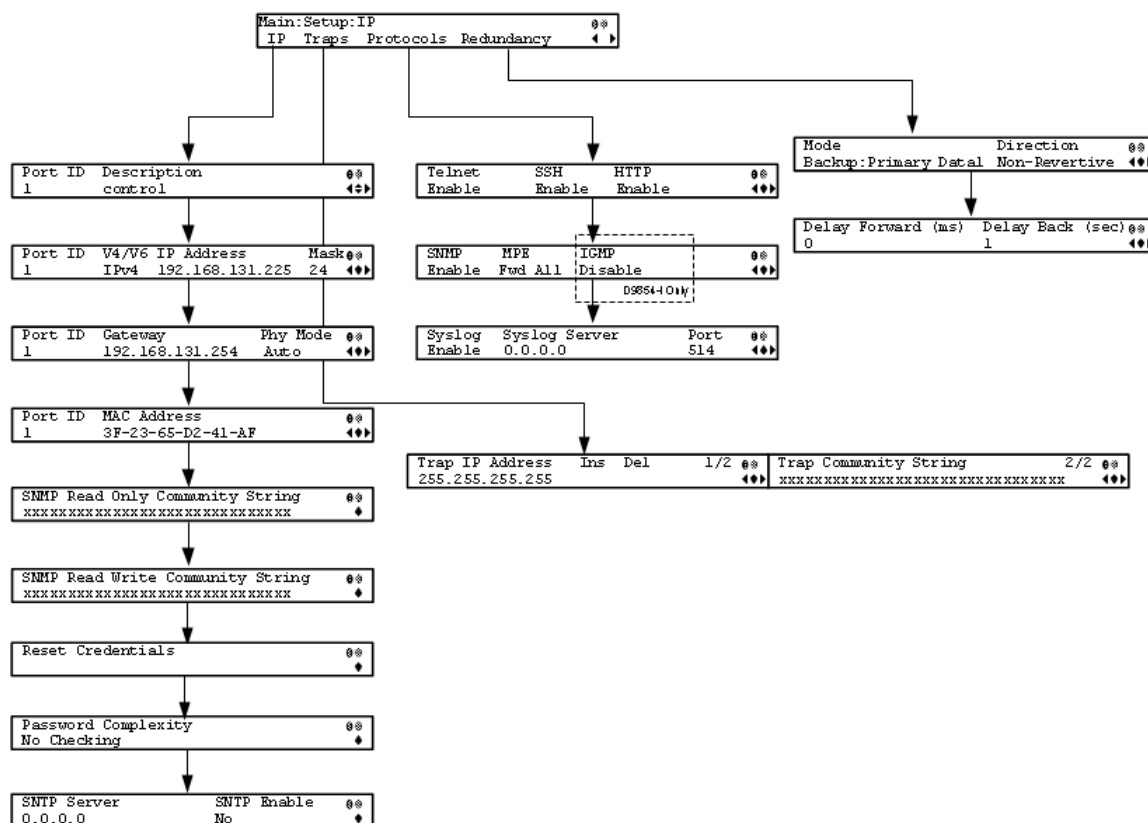 Main:Setup:IP
IP Traps Protocols Redundancy
Port ID Description
1 control
Port ID V4/V6 IP Address Mask
1 IPv4 192.168.131.225 24
Port ID Gateway Phy Mode
1 192.168.131.254 Auto
Port ID MAC Address
1 3F-23-65-D2-41-AF
SNMP Read Only Community String
xxxxxxxxxxxxxxxxxxxxxxxxxxxxxx
SNMP Read Write Community String
xxxxxxxxxxxxxxxxxxxxxxxxxxxxxx
Reset Credentials
Password Complexity
No Checking
SNTP Server SNTP Enable
0.0.0.0 No
Telnet SSH HTTP
Enable Enable Enable
SNMP MPE IGMP
Enable Fwd All Disable
D9854-I Only
Syslog Syslog Server Port
Enable 0.0.0.0 514
Trap IP Address Ins Del 1/2
255.255.255.255
Trap Community String 2/2
xxxxxxxxxxxxxxxxxxxxxxxxxxxxxxxx
Mode Direction
Backup:Primary Data1 Non-Revertive
Delay Forward (ms) Delay Back (sec)
0 1